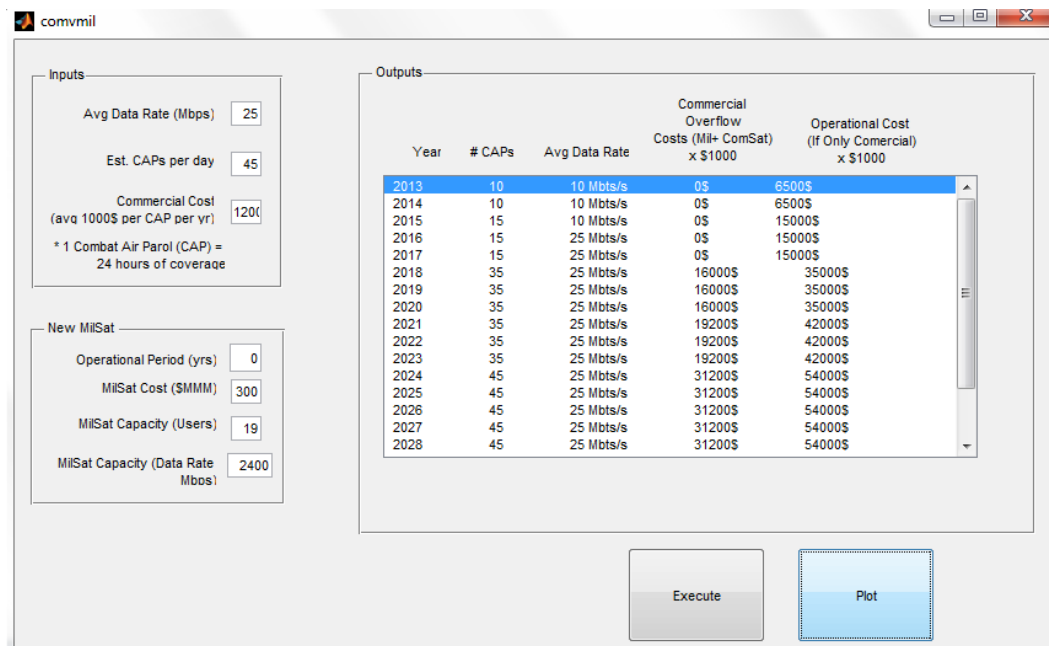 comvmil
Inputs
Avg Data Rate (Mbps) 25
Est. CAPs per day 45
Commercial Cost
(avg 1000$ per CAP per yr) 1200
* 1 Combat Air Parol (CAP) =
24 hours of coverage
New MilSat
Operational Period (yrs) 0
MilSat Cost ($MMM) 300
MilSat Capacity (Users) 19
MilSat Capacity (Data Rate 2400
Mbps)
Outputs
Commercial
Overflow
Costs (Mil+ ComSat)
x $1000
Operational Cost
(If Only Comercial)
x $1000
Year # CAPs Avg Data Rate
2013 10 10 Mbts/s 0$ 6500$
2014 10 10 Mbts/s 0$ 6500$
2015 15 10 Mbts/s 0$ 15000$
2016 15 25 Mbts/s 0$ 15000$
2017 15 25 Mbts/s 0$ 15000$
2018 35 25 Mbts/s 16000$ 35000$
2019 35 25 Mbts/s 16000$ 35000$
2020 35 25 Mbts/s 16000$ 35000$
2021 35 25 Mbts/s 19200$ 42000$
2022 35 25 Mbts/s 19200$ 42000$
2023 35 25 Mbts/s 19200$ 42000$
2024 45 25 Mbts/s 31200$ 54000$
2025 45 25 Mbts/s 31200$ 54000$
2026 45 25 Mbts/s 31200$ 54000$
2027 45 25 Mbts/s 31200$ 54000$
2028 45 25 Mbts/s 31200$ 54000$
Execute
Plot